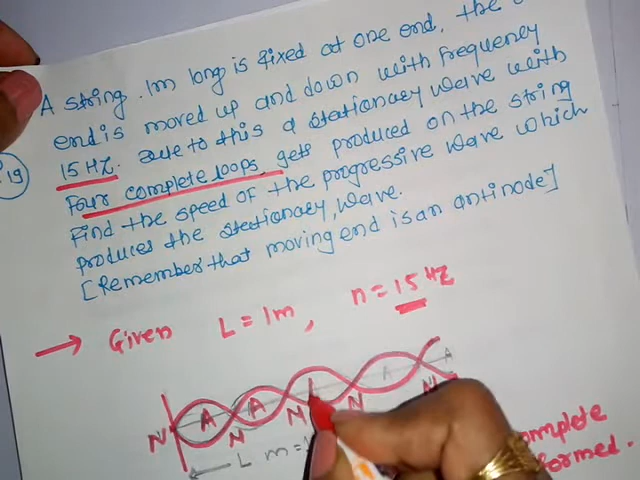 A string 1m long is fixed at one end. the
end is moved up and down with frequency
15 HZ. due to this a stationary wave with
Four complete loops gets produced on the string
Find the speed of the progressive wave which
produces the stationary wave.
[Remember that moving end is an antinode]
19
→ Given L = 1m, n = 15 HZ
A A A A
N N N N N
L m =
complete
formed.